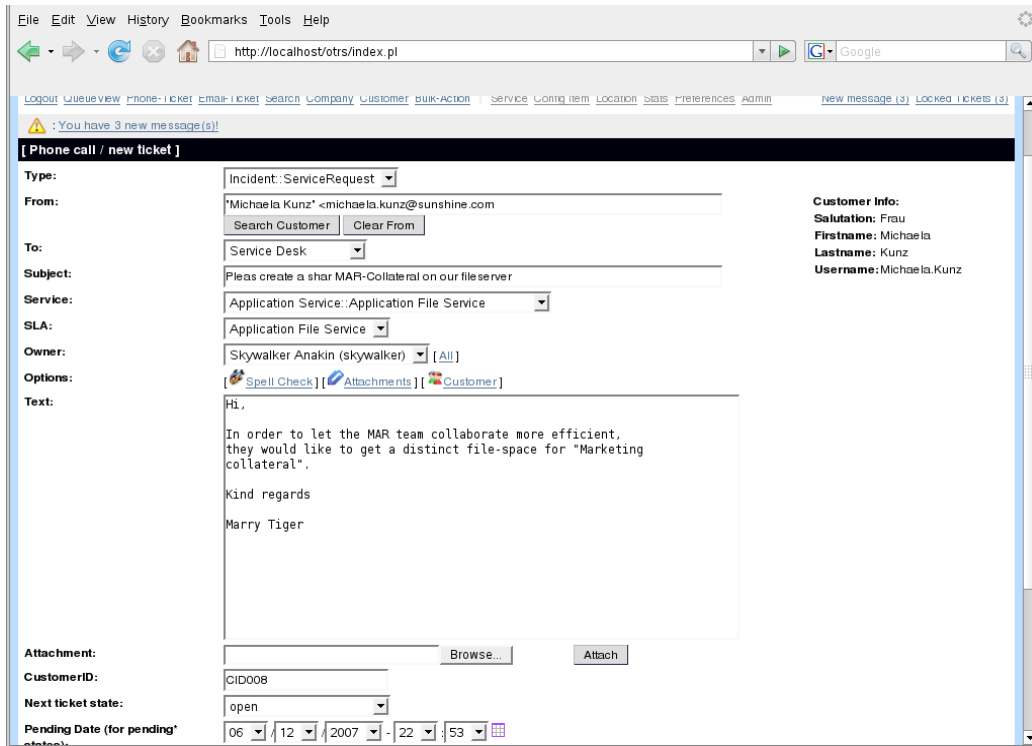 File Edit View History Bookmarks Tools Help
http://localhost/otrs/index.pl
G Google
Logout QueueView Phone-Ticket Email-Ticket Search Company Customer Bulk-Action Service Config Item Location Stats Preferences Admin New message (3) Locked Tickets (3)
: You have 3 new message(s)!
[ Phone call / new ticket ]
Type: Incident::ServiceRequest
From: "Michaela Kunz" <michaela.kunz@sunshine.com
Search Customer Clear From
Customer Info:
Salutation: Frau
Firstname: Michaela
Lastname: Kunz
Username: Michaela.Kunz
To: Service Desk
Subject: Pleas create a shar MAR-Collateral on our fileserver
Service: Application Service::Application File Service
SLA: Application File Service
Owner: Skywalker Anakin (skywalker) [ All ]
Options: [ Spell Check ] [ Attachments ] [ Customer ]
Text: Hi,
In order to let the MAR team collaborate more efficient,
they would like to get a distinct file-space for "Marketing
collateral".
Kind regards
Marry Tiger
Attachment: Browse... Attach
CustomerID: CID008
Next ticket state: open
Pending Date (for pending* 06 / 12 / 2007 - 22 : 53
states):